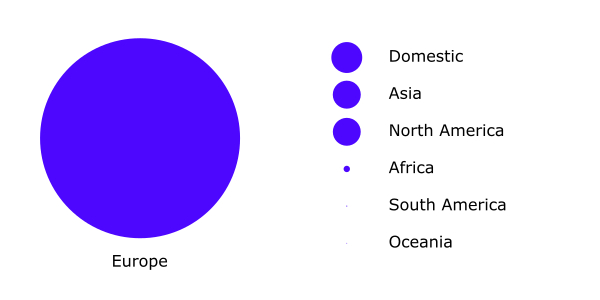 Europe
Domestic
Asia
North America
Africa
South America
Oceania